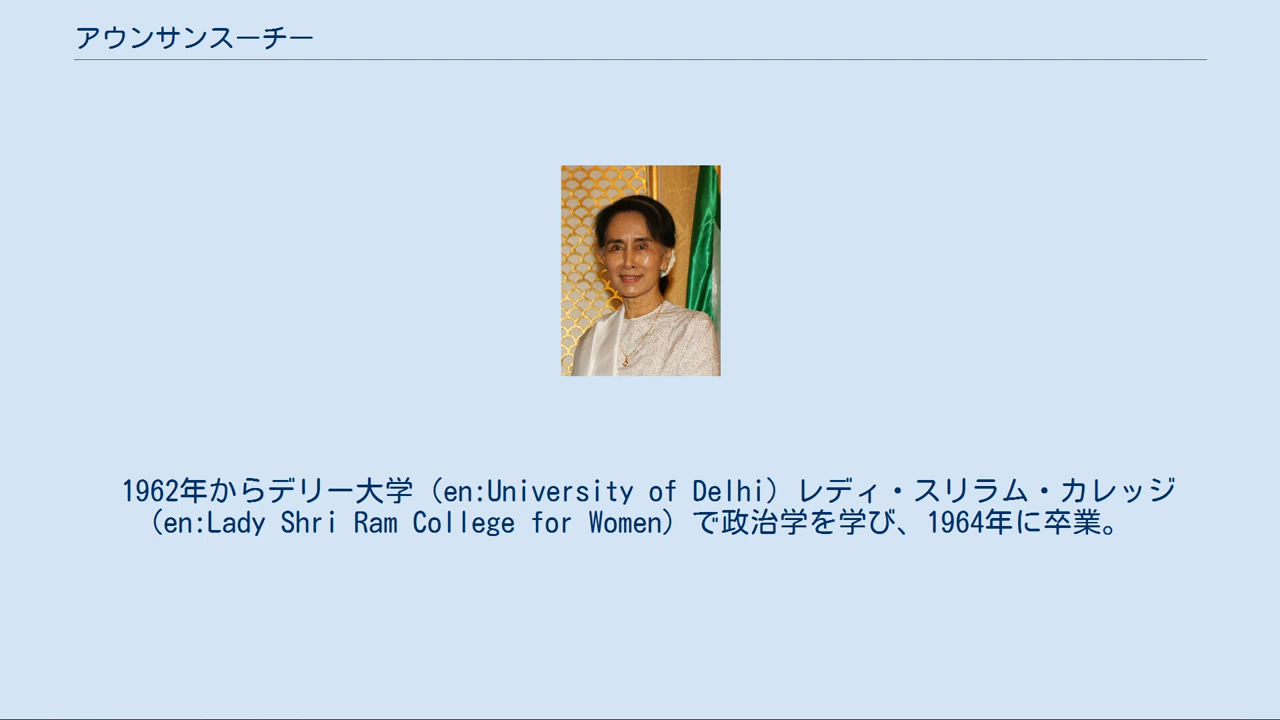 アウンサンスーチー
1962年からデリー大学（en:University of Delhi）レディ・スリラム・カレッジ
（en:Lady Shri Ram College for Women）で政治学を学び、1964年に卒業。